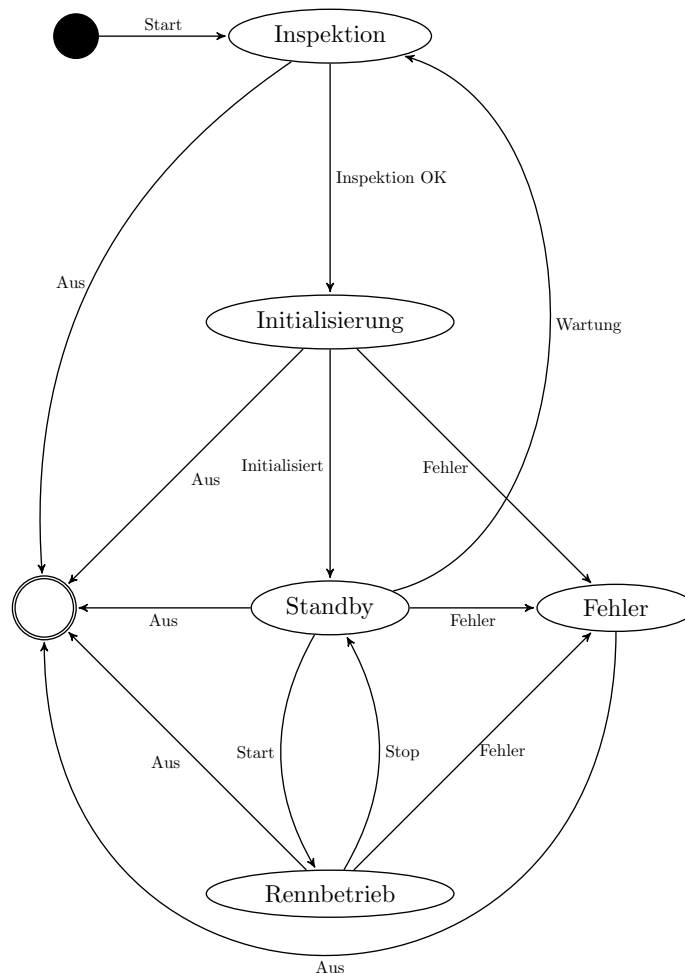 Start
Inspektion
Inspektion OK
Aus
Initialisierung
Wartung
Initialisiert
Fehler
Aus
Standby
Fehler
Aus
Fehler
Start
Stop
Fehler
Aus
Rennbetrieb
Aus